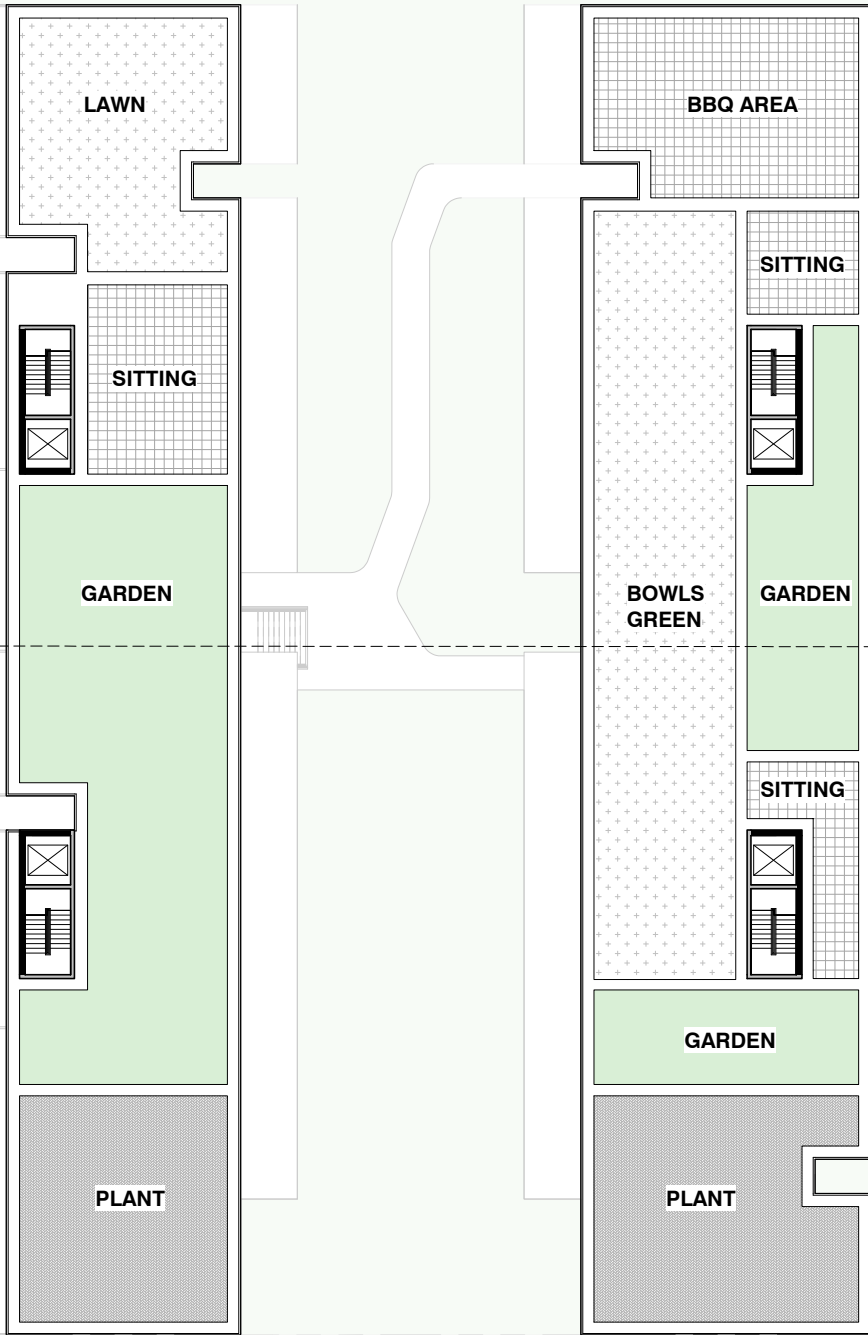 LAWN
BBQ AREA
SITTING
SITTING
GARDEN
BOWLS
GREEN
GARDEN
SITTING
GARDEN
PLANT
PLANT